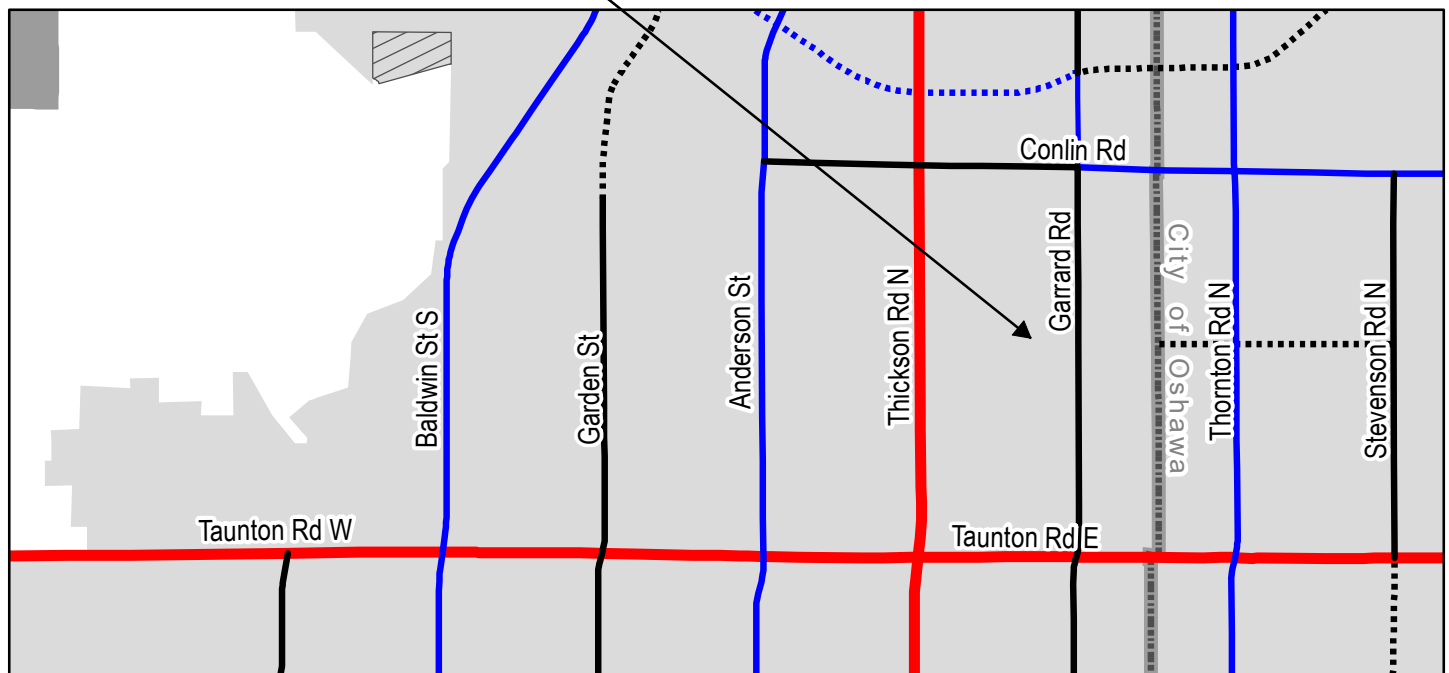 Conlin Rd
Garrard Rd
City of Oshawa
Baldwin St S
Garden St
Anderson St
Thickson Rd N
Thornton Rd N
Stevenson Rd N
Taunton Rd W
Taunton Rd E